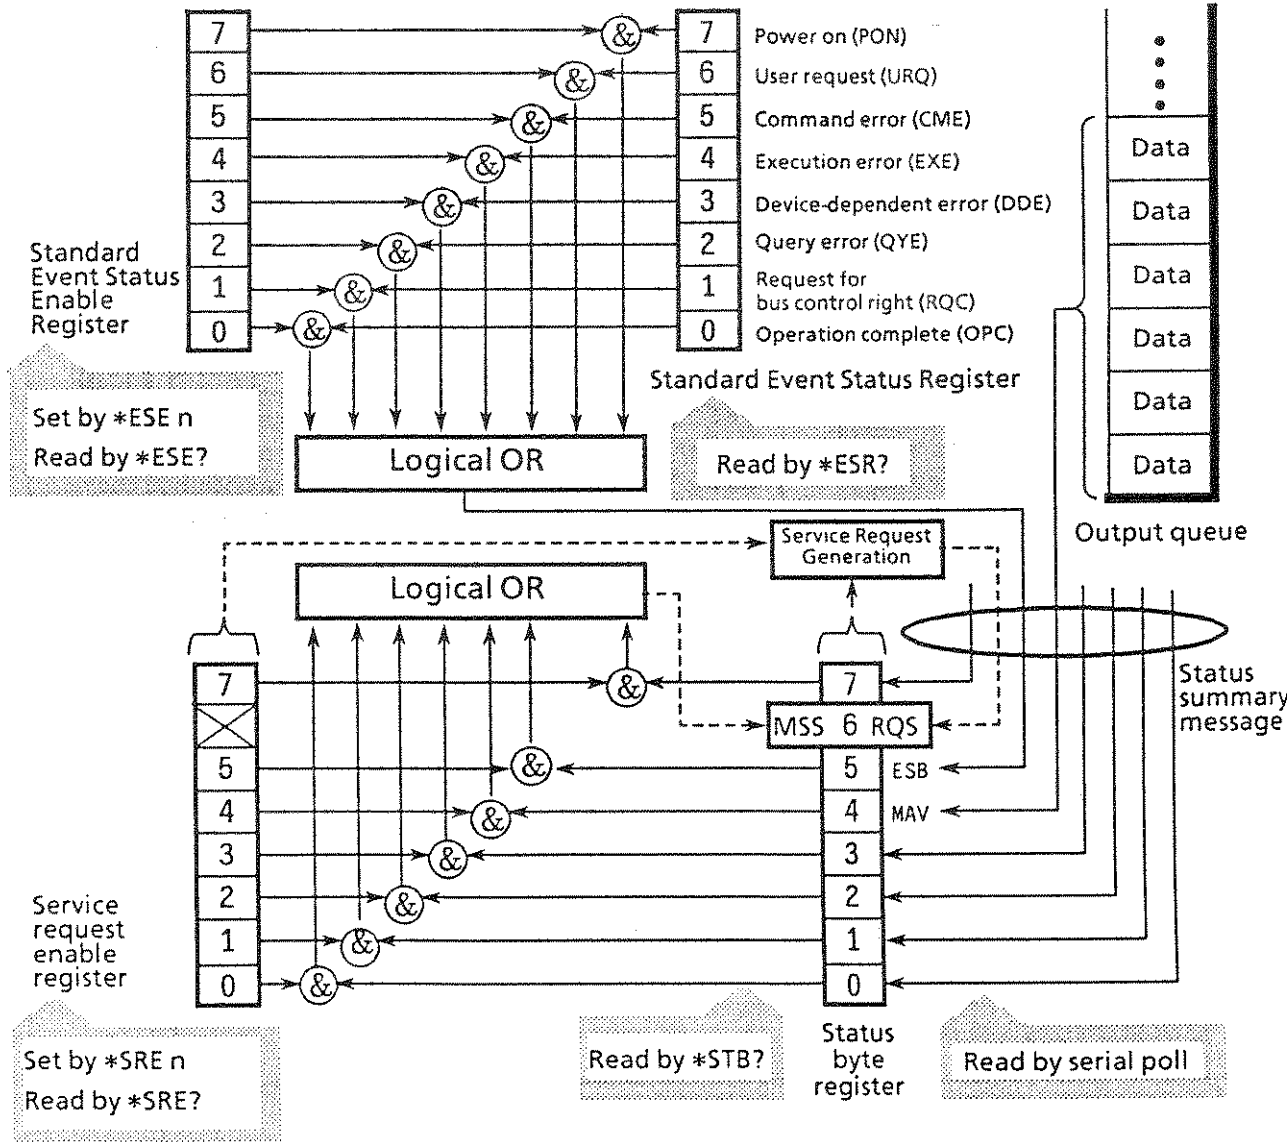 7 & 7 Power on (PON)
6 & 6 User request (URQ)
5 & 5 Command error (CME)
4 & 4 Execution error (EXE)
3 & 3 Device-dependent error (DDE)
2 & 2 Query error (QYE)
1 & 1 Request for
bus control right (RQC)
0 & 0 Operation complete (OPC)
Standard
Event Status
Enable
Register
Standard Event Status Register
Set by *ESE n
Read by *ESE?
Logical OR
Read by *ESR?
Data
Data
Data
Data
Data
Data
Output queue
Service Request
Generation
Logical OR
7 & 7
MSS 6 RQS
5 & 5 ESB
4 & 4 MAV
3 & 3
2 & 2
1 & 1
0 & 0
Status
summary
message
Service
request
enable
register
Set by *SRE n
Read by *SRE?
Read by *STB?
Status
byte
register
Read by serial poll